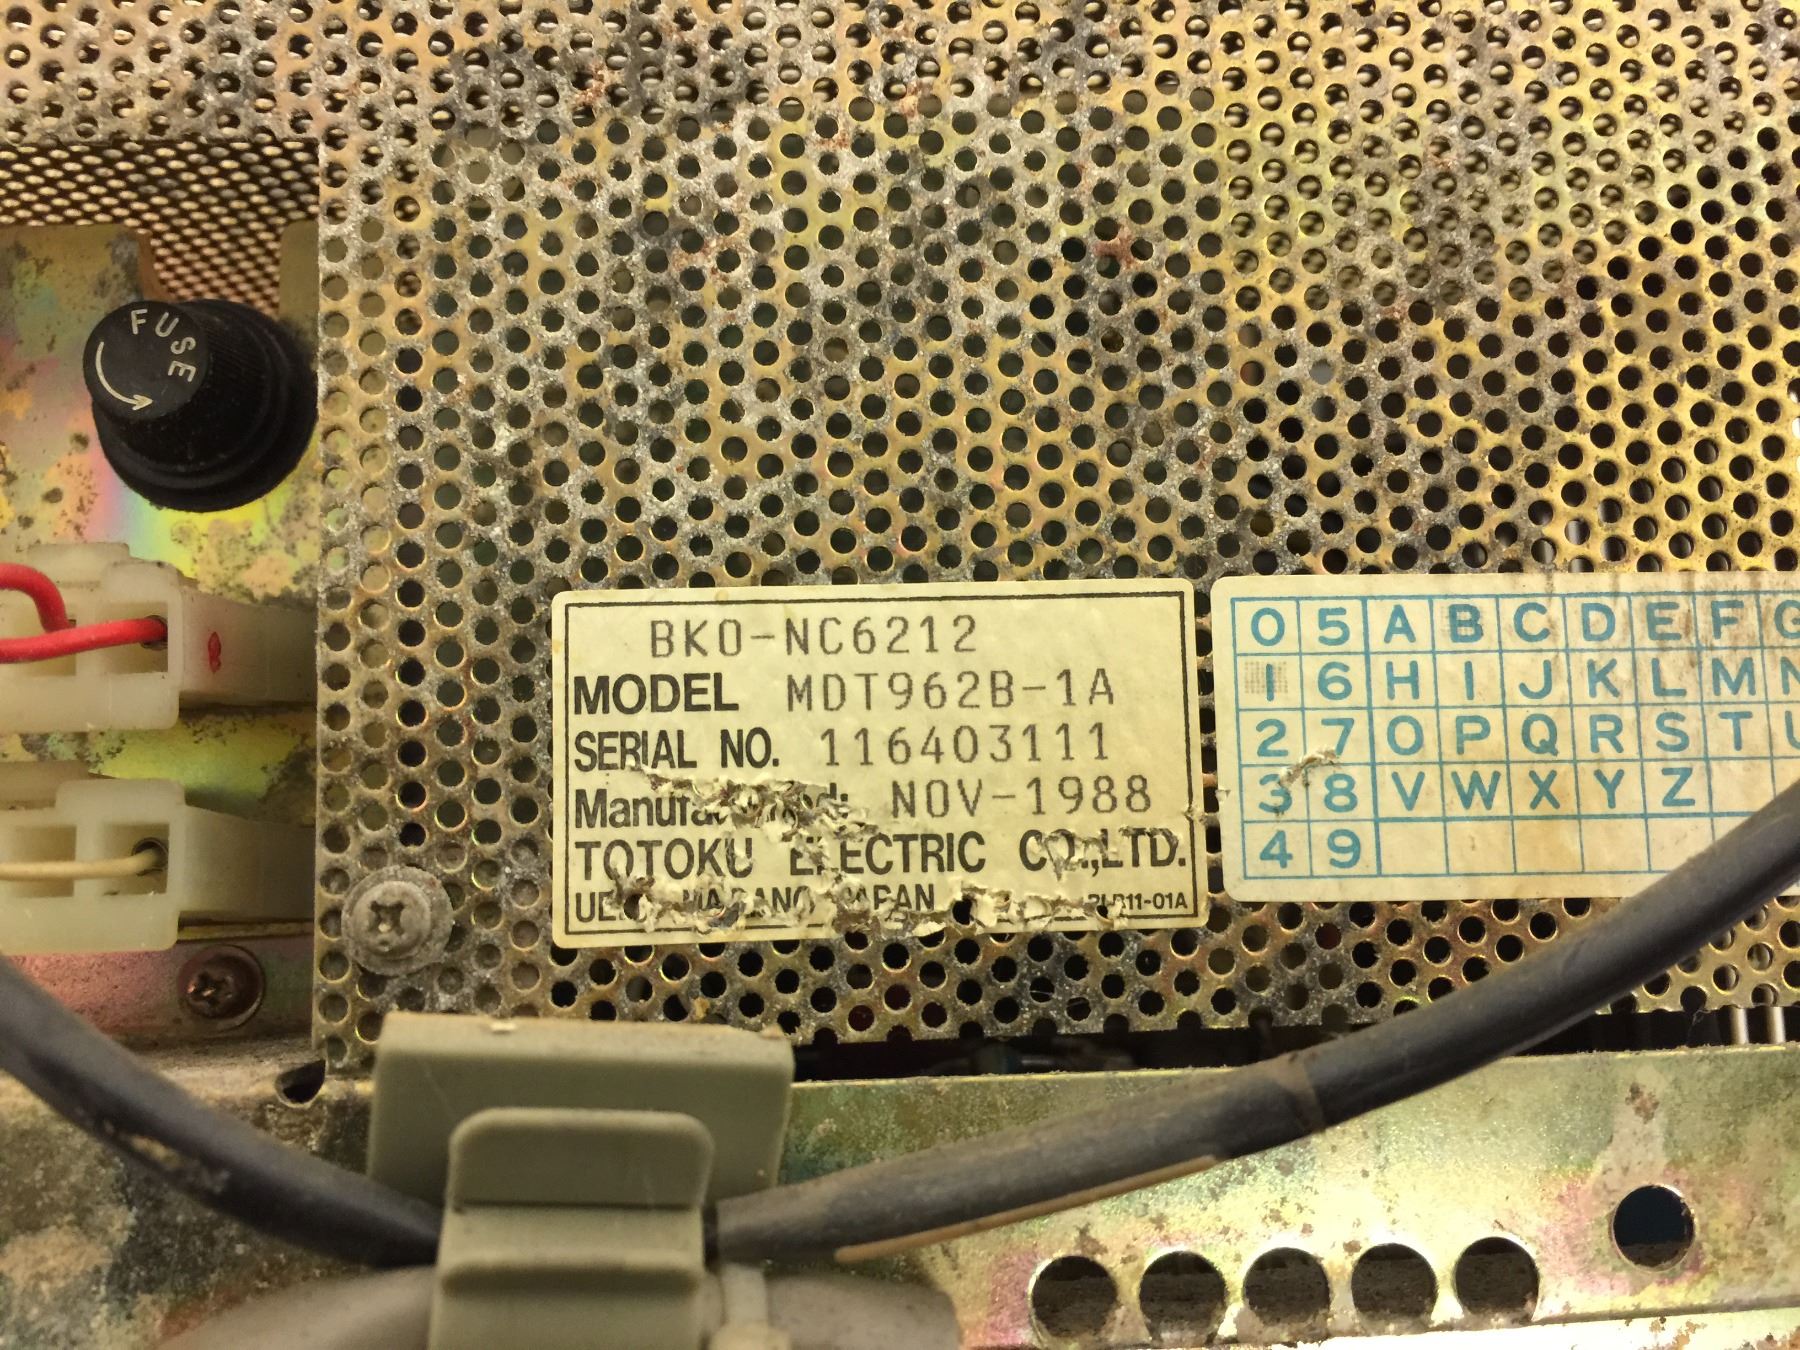 FUSE
BKO-NC6212
MODEL MDT962B-1A
SERIAL NO. 116403111
NOV-1988
TOTOKU ELECTRIC CO.,LTD.
JAPAN
0 5 A B C D E F G
1 6 H I J K L M N
2 7 O P Q R S T U
3 8 V W X Y Z
4 9